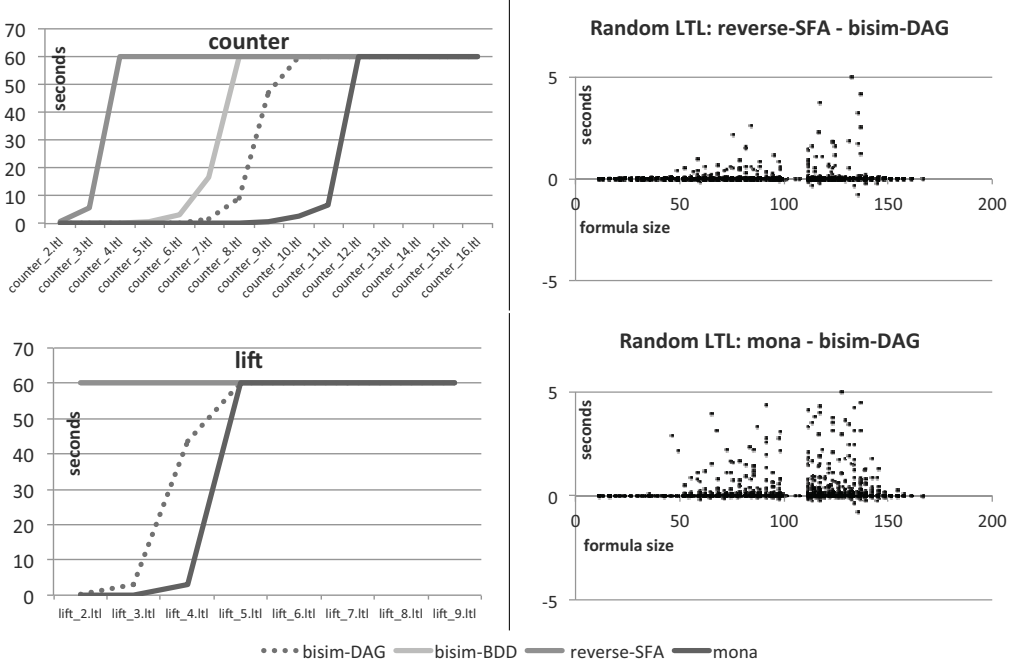 counter
seconds
70
60
50
40
30
20
10
0
counter_2.ltl
counter_3.ltl
counter_4.ltl
counter_5.ltl
counter_6.ltl
counter_7.ltl
counter_8.ltl
counter_9.ltl
counter_10.ltl
counter_11.ltl
counter_12.ltl
counter_13.ltl
counter_14.ltl
counter_15.ltl
counter_16.ltl
Random LTL: reverse-SFA - bisim-DAG
seconds
5
0
-5
0 50 100 150 200
formula size
lift
seconds
70
60
50
40
30
20
10
0
lift_2.ltl lift_3.ltl lift_4.ltl lift_5.ltl lift_6.ltl lift_7.ltl lift_8.ltl lift_9.ltl
Random LTL: mona - bisim-DAG
seconds
5
0
-5
0 50 100 150 200
formula size
bisim-DAG bisim-BDD reverse-SFA mona